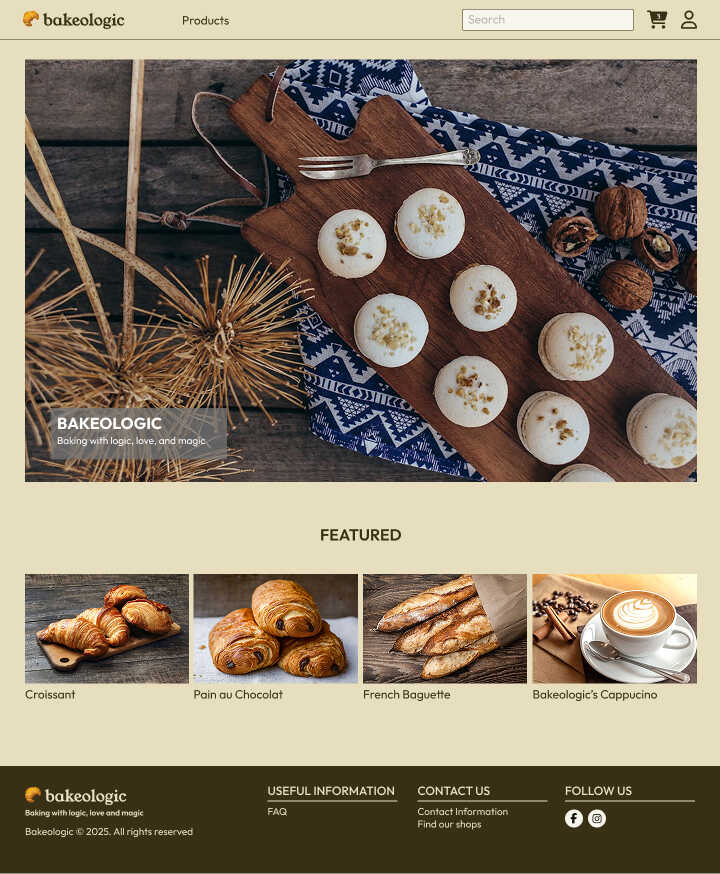 bakeologic
Products
Search
BAKEOLOGIC
Baking with logic, love, and magic
FEATURED
Croissant
Pain au Chocolat
French Baguette
Bakeologic's Cappucino
bakeologic
Baking with logic, love and magic
Bakeologic © 2025. All rights reserved
USEFUL INFORMATION
FAQ
CONTACT US
Contact Information
Find our shops
FOLLOW US